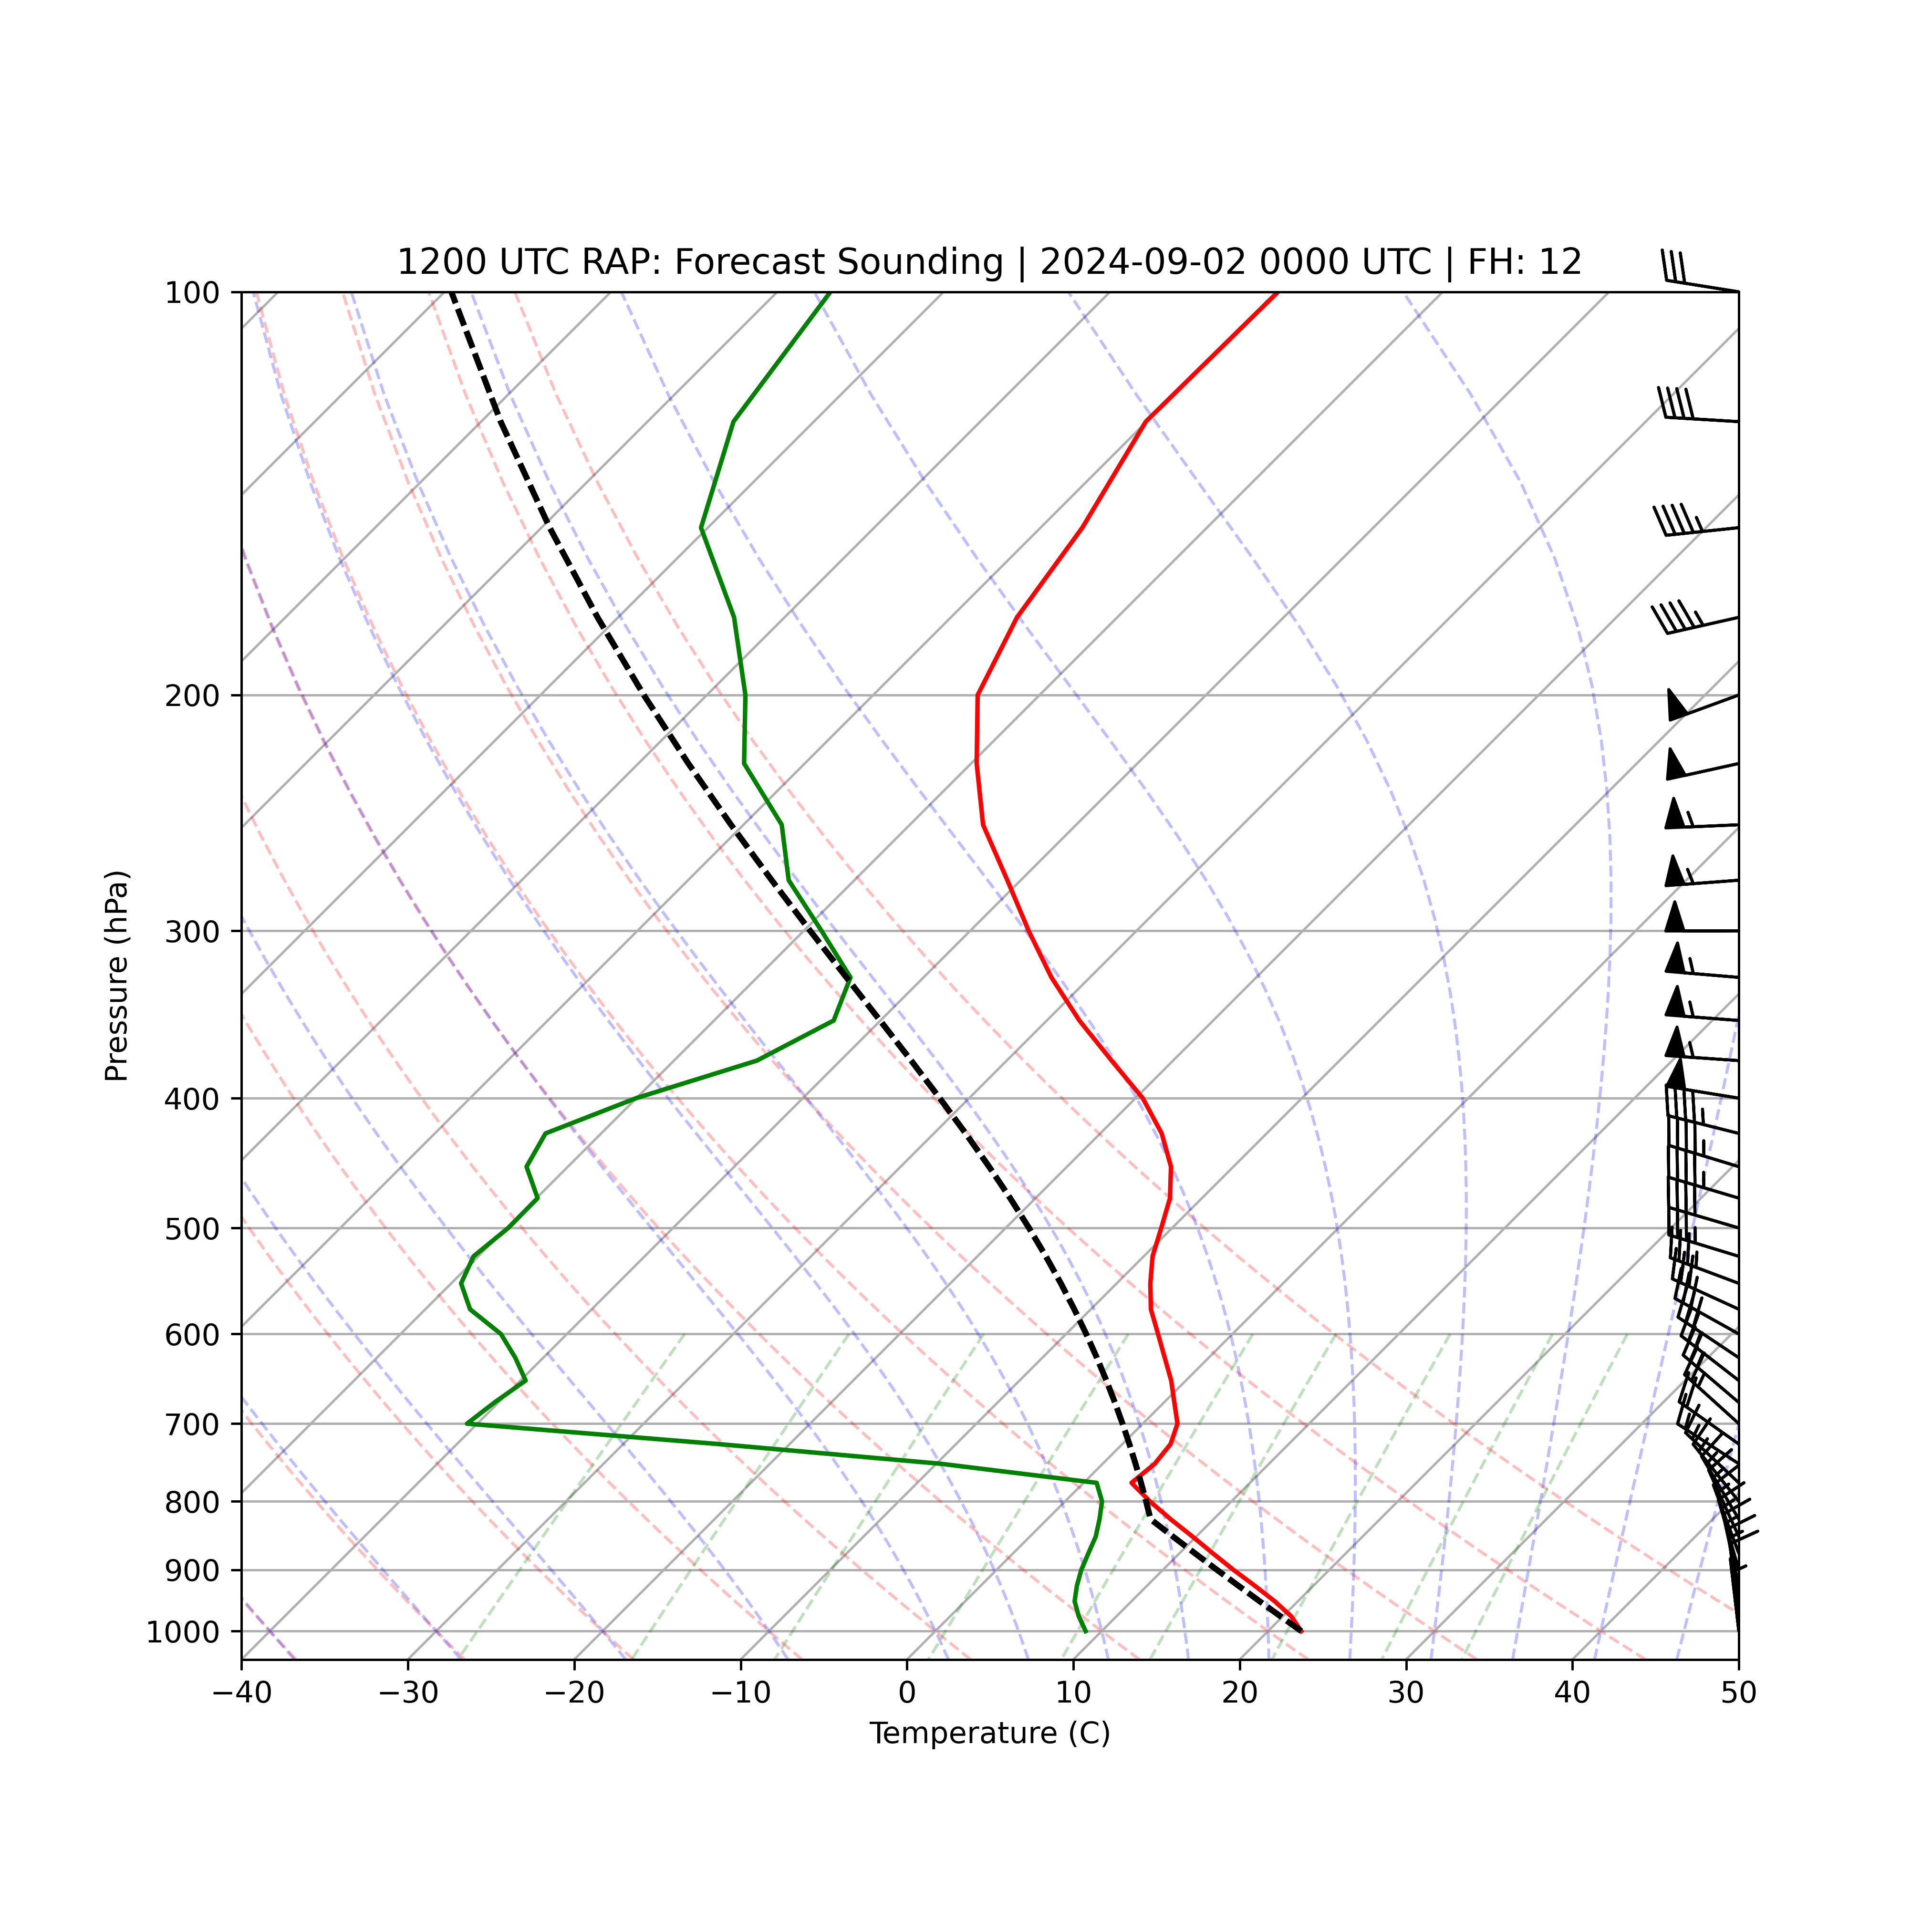 1200 UTC RAP: Forecast Sounding | 2024-09-02 0000 UTC | FH: 12
100
200
300
400
500
600
700
800
900
1000
Pressure (hPa)
−40 −30 −20 −10 0 10 20 30 40 50
Temperature (C)